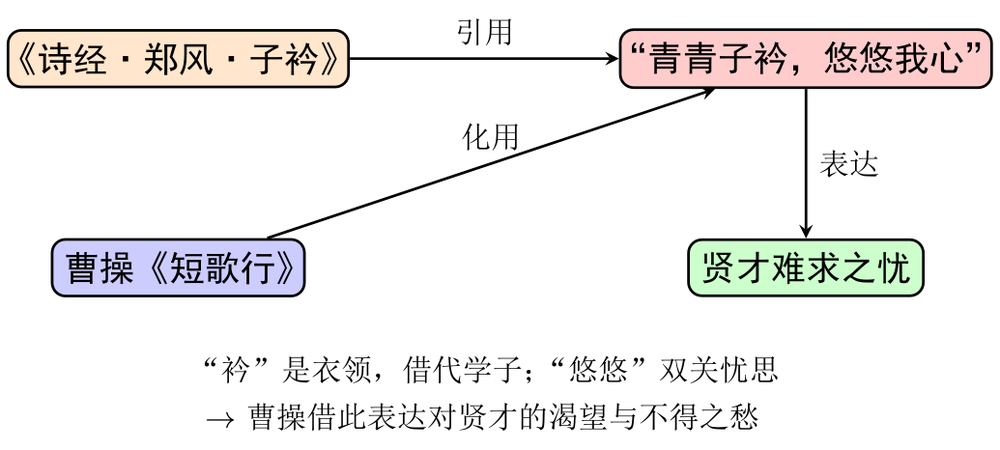 《诗经·郑风·子衿》
引用
“青青子衿，悠悠我心”
化用
表达
曹操《短歌行》
贤才难求之忧
“衿”是衣领，借代学子；“悠悠”双关忧思
→ 曹操借此表达对贤才的渴望与不得之愁